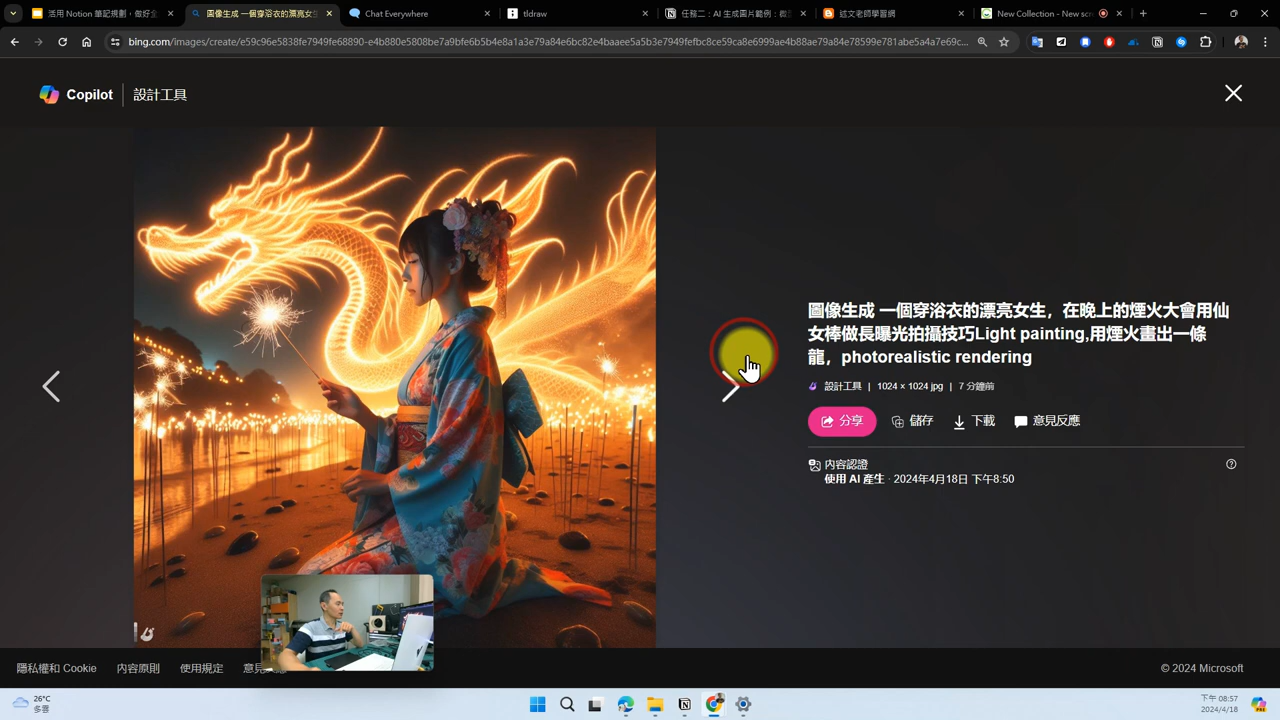 活用 Notion 筆記規劃，做好全
圖像生成 一個穿浴衣的漂亮女生
Chat Everywhere
tldraw
任務二：AI 生成圖片範例：微
New Collection - New scr
bing.com/images/create/e59c96e5838fe7949fe68890-e4b880e5808be7a9bfe6b5b4e8a1a3e79a84e6bc82e4baaee5a5b3e7949fefbc8ce59ca8e6999ae4b88ae79a84e78599e781abe5a4a7e69c...
Copilot
設計工具
圖像生成 一個穿浴衣的漂亮女生，在晚上的煙火大會用仙
女棒做長曝光拍攝技巧Light painting,用煙火畫出一條
龍，photorealistic rendering
設計工具 | 1024 × 1024 jpg | 7 分鐘前
分享 儲存 下載 意見反應
內容認證
使用 AI 產生 · 2024年4月18日 下午8:50
隱私權和 Cookie 內容原則 使用規定
© 2024 Microsoft
26°C
多雲
下午 08:57
2024/4/18